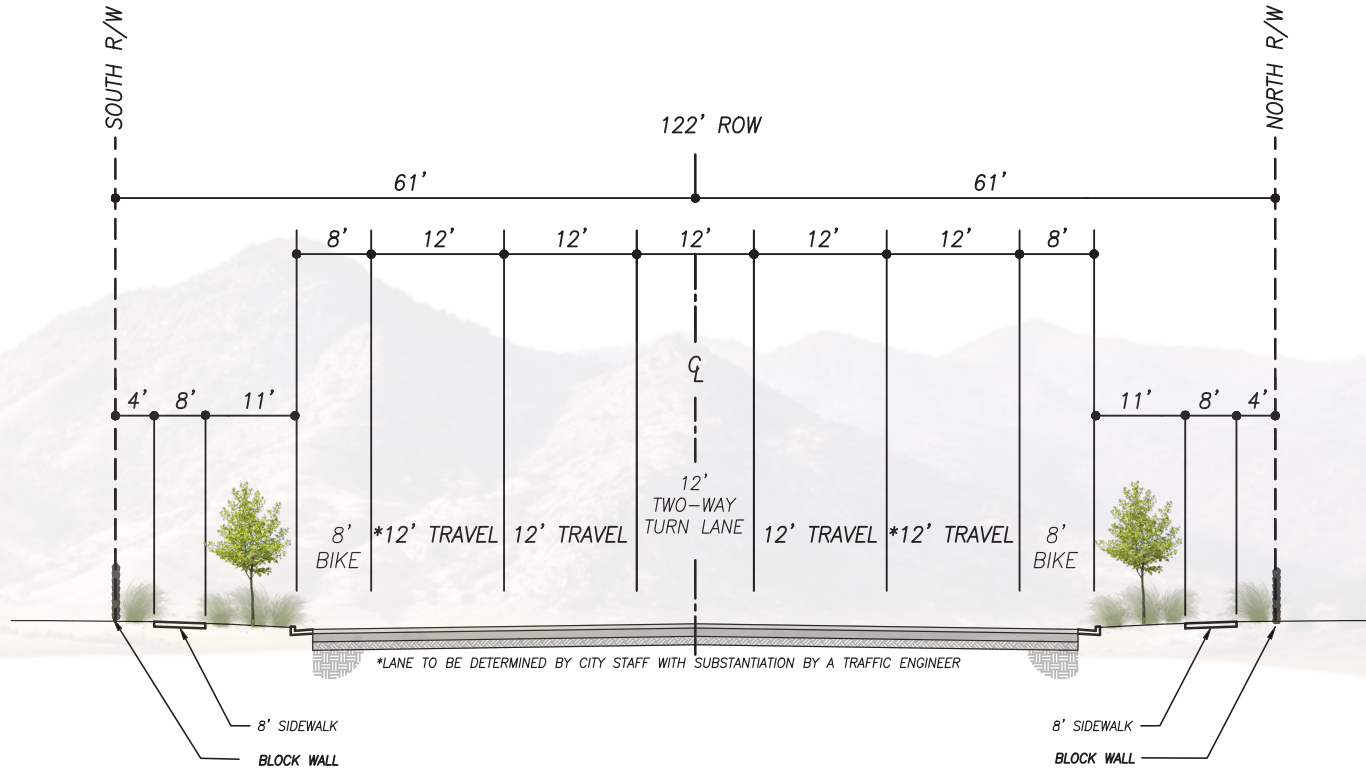 SOUTH R/W
NORTH R/W
122' ROW
61'
61'
8'
12'
12'
12'
12'
12'
8'
CL
4'
8'
11'
11'
8'
4'
8'
BIKE
*12' TRAVEL
12' TRAVEL
12'
TWO-WAY
TURN LANE
12' TRAVEL
*12' TRAVEL
8'
BIKE
*LANE TO BE DETERMINED BY CITY STAFF WITH SUBSTANTIATION BY A TRAFFIC ENGINEER
8' SIDEWALK
BLOCK WALL
8' SIDEWALK
BLOCK WALL